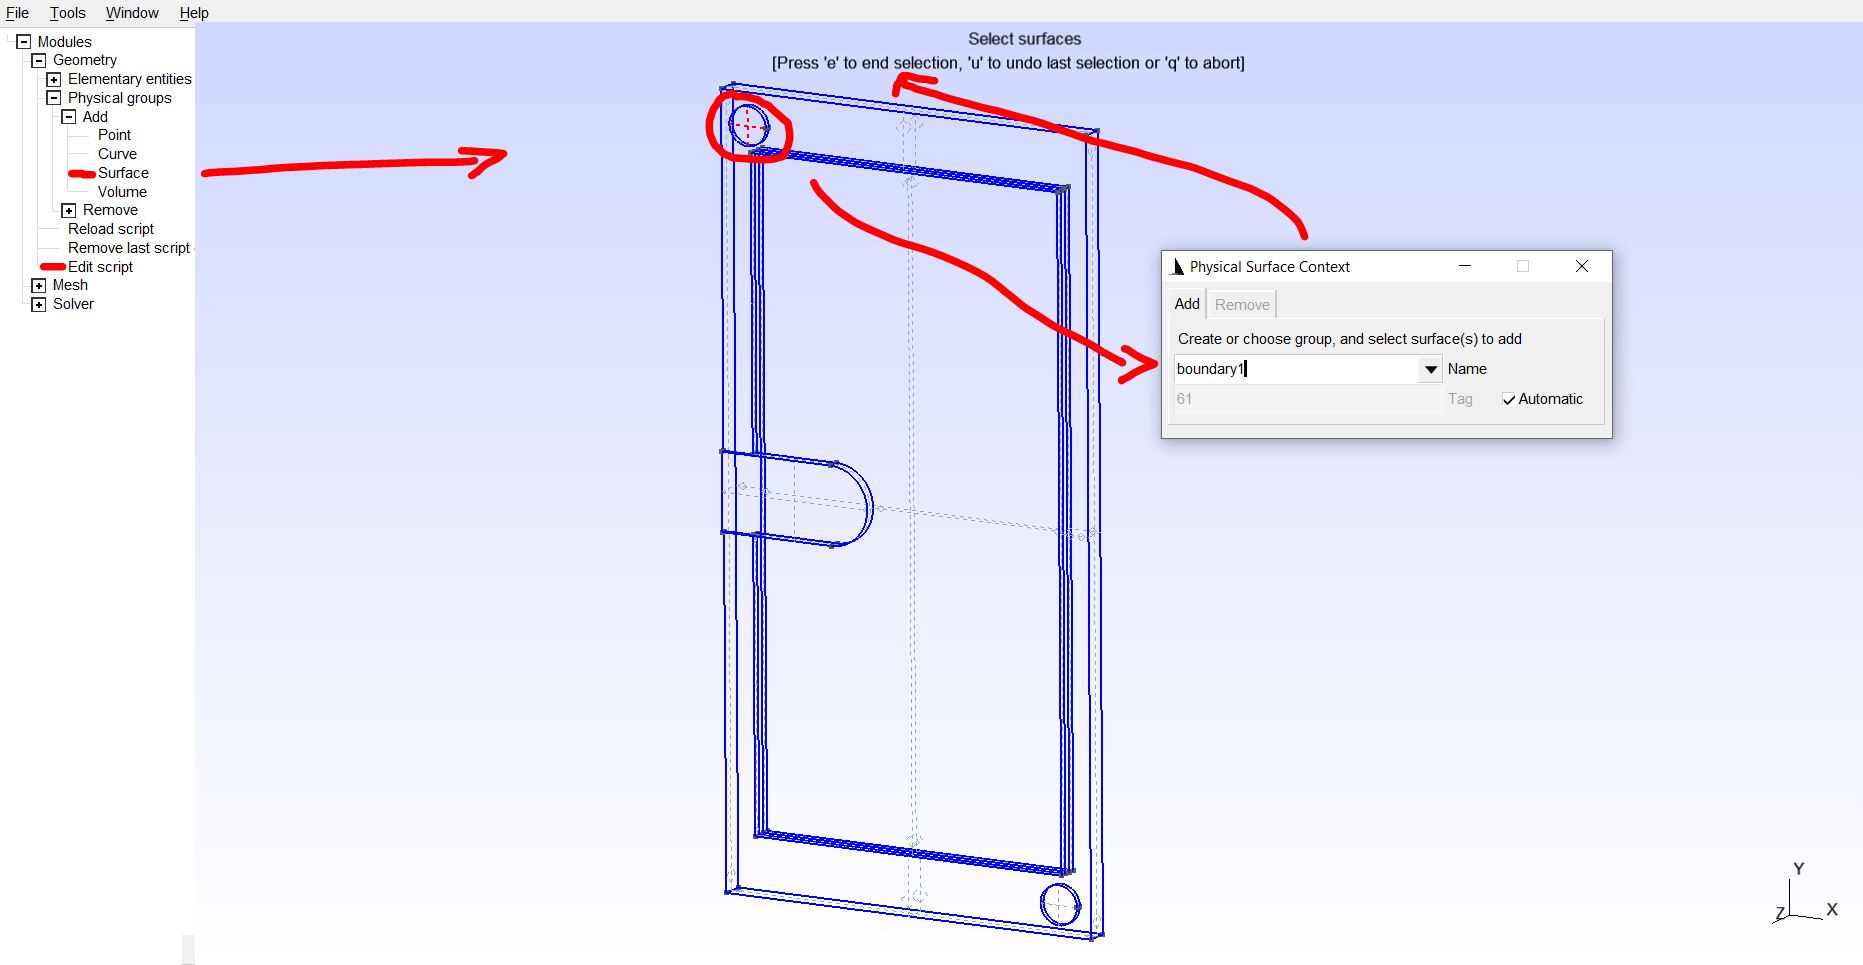 File Tools Window Help
Modules
Geometry
Elementary entities
Physical groups
Add
Point
Curve
Surface
Volume
Remove
Reload script
Remove last script
Edit script
Mesh
Solver
Select surfaces
[Press 'e' to end selection, 'u' to undo last selection or 'q' to abort]
Physical Surface Context
Add Remove
Create or choose group, and select surface(s) to add
boundary1 Name
61 Tag Automatic
Y
Z X